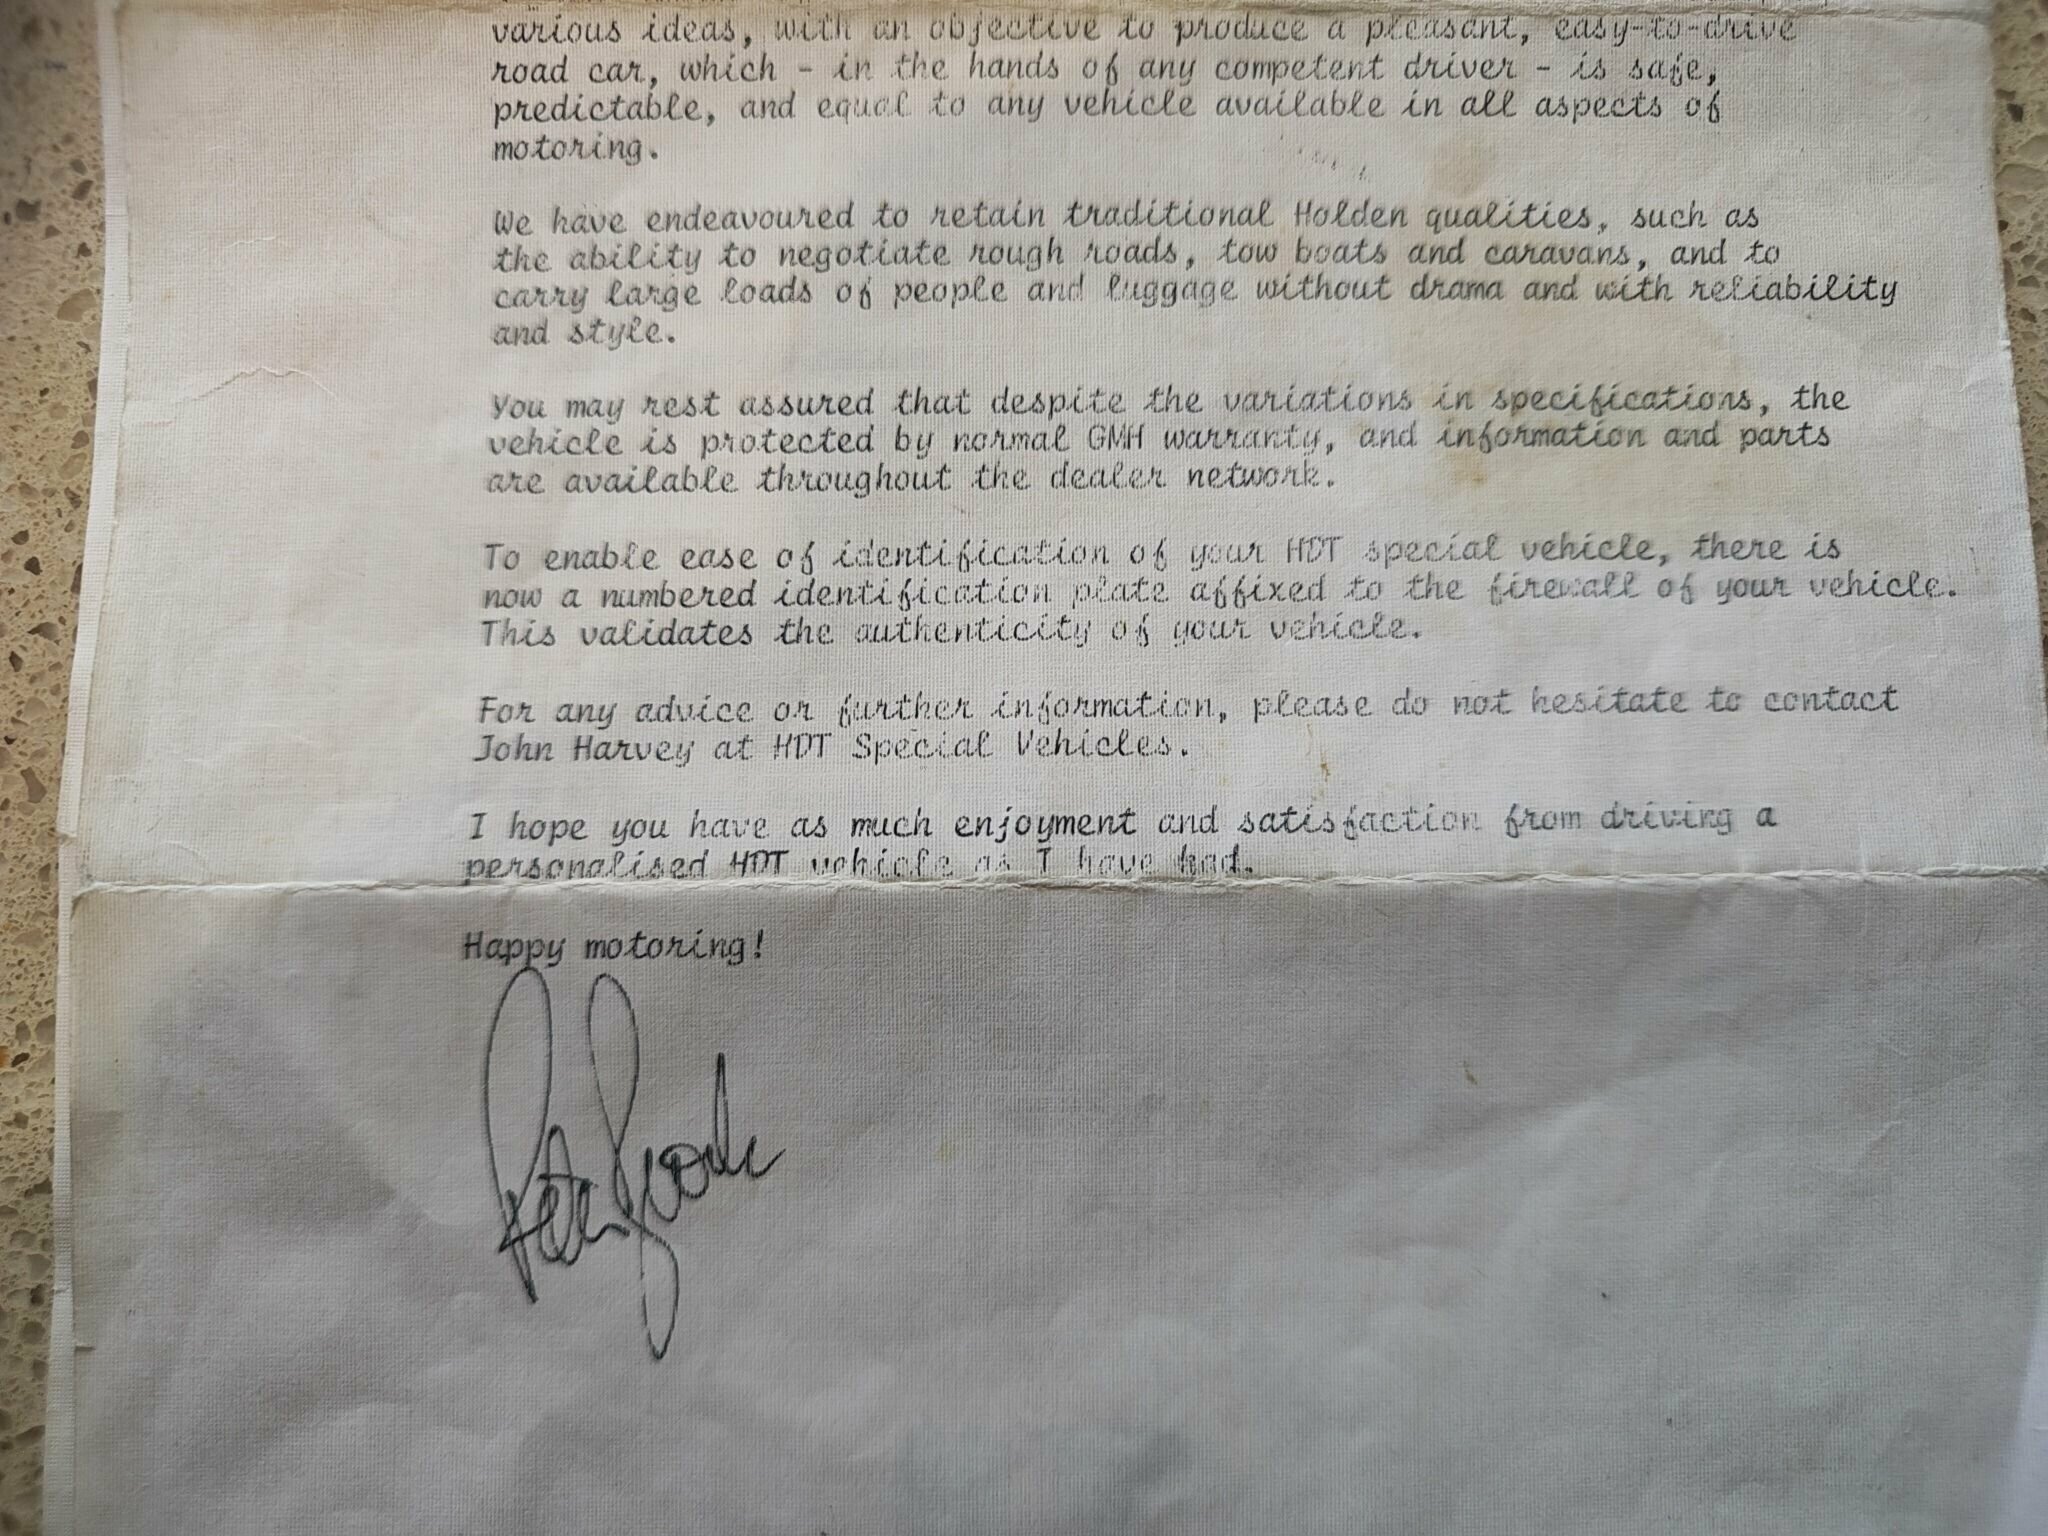 various ideas, with an objective to produce a pleasant, easy-to-drive
road car, which - in the hands of any competent driver - is safe,
predictable, and equal to any vehicle available in all aspects of
motoring.
We have endeavoured to retain traditional Holden qualities, such as
the ability to negotiate rough roads, tow boats and caravans, and to
carry large loads of people and luggage without drama and with reliability
and style.
You may rest assured that despite the variations in specifications, the
vehicle is protected by normal GMH warranty, and information and parts
are available throughout the dealer network.
To enable ease of identification of your HDT special vehicle, there is
now a numbered identification plate affixed to the firewall of your vehicle.
This validates the authenticity of your vehicle.
For any advice or further information, please do not hesitate to contact
John Harvey at HDT Special Vehicles.
I hope you have as much enjoyment and satisfaction from driving a
personalised HDT vehicle as I have had.
Happy motoring!
Peter Brock